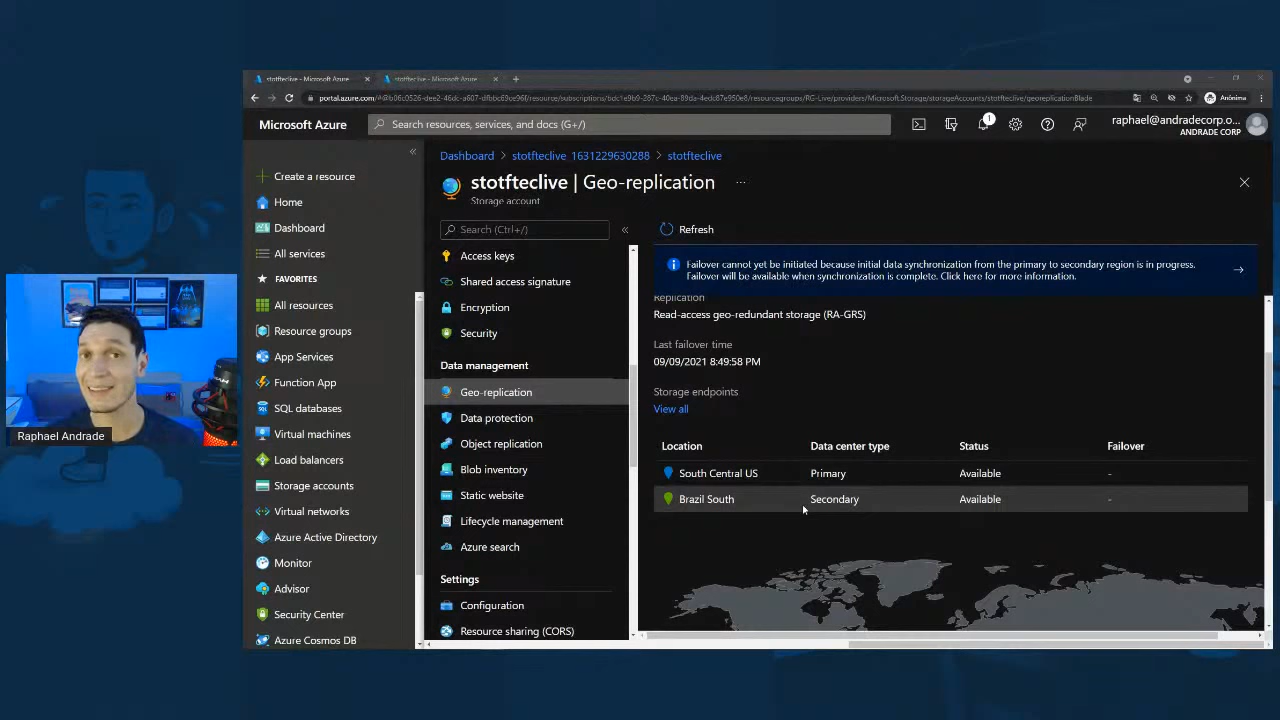 stotfteclive - Microsoft Azure
stotfteclive - Microsoft Azure
Anônima
Microsoft Azure
Search resources, services, and docs (G+/)
1
raphael@andradecorp.o...
ANDRADE CORP
Create a resource
Home
Dashboard
All services
FAVORITES
All resources
Resource groups
App Services
Function App
SQL databases
Virtual machines
Load balancers
Storage accounts
Virtual networks
Azure Active Directory
Monitor
Advisor
Security Center
Azure Cosmos DB
Dashboard > stotfteclive_1631229630288 > stotfteclive
stotfteclive | Geo-replication ...
Storage account
Search (Ctrl+/)
Access keys
Shared access signature
Encryption
Security
Data management
Geo-replication
Data protection
Object replication
Blob inventory
Static website
Lifecycle management
Azure search
Settings
Configuration
Resource sharing (CORS)
Refresh
Failover cannot yet be initiated because initial data synchronization from the primary to secondary region is in progress.
Failover will be available when synchronization is complete. Click here for more information.
Replication
Read-access geo-redundant storage (RA-GRS)
Last failover time
09/09/2021 8:49:58 PM
Storage endpoints
View all
Location Data center type Status Failover
South Central US Primary Available -
Brazil South Secondary Available -
Raphael Andrade